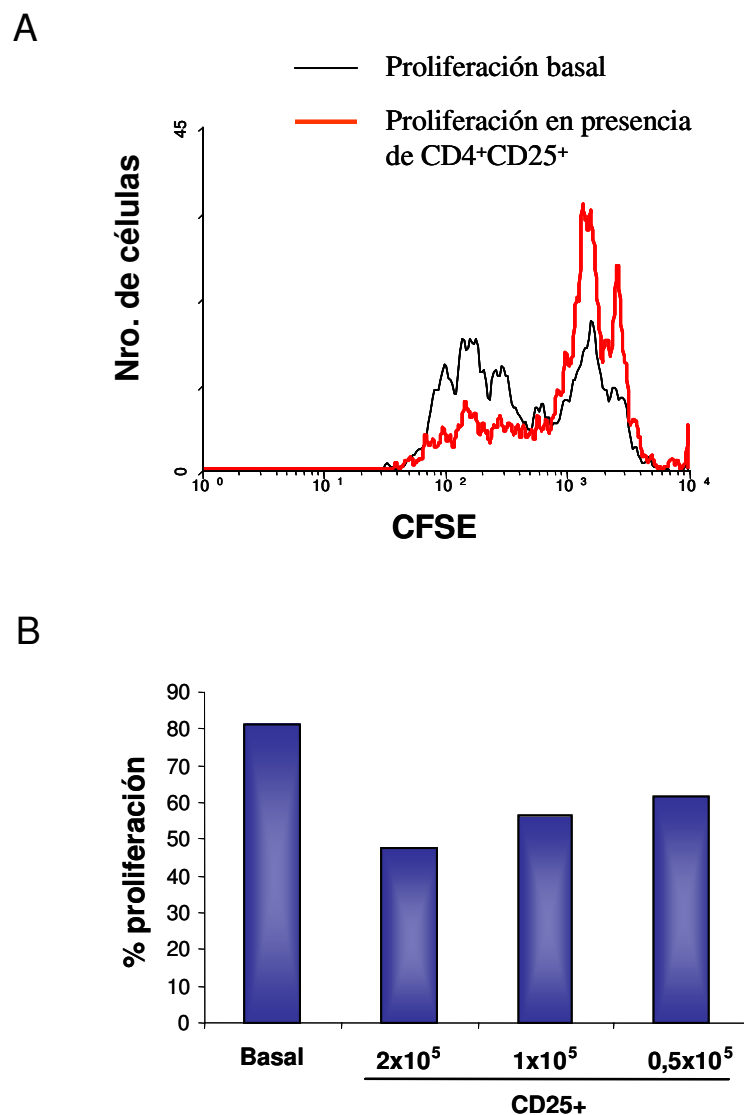 A
Proliferación basal
Proliferación en presencia
de CD4⁺CD25⁺
45
Nro. de células
0
10⁰ 10¹ 10² 10³ 10⁴
CFSE
B
90
80
70
60
50
40
30
20
10
0
% proliferación
Basal 2x10⁵ 1x10⁵ 0,5x10⁵
CD25+